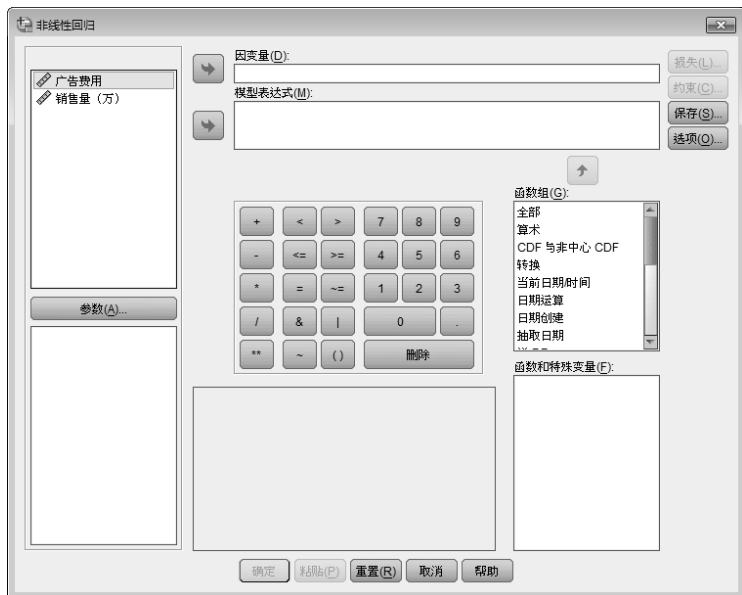 非线性回归
广告费用
销售量（万）
参数(A)...
因变量(D):
模型表达式(M):
损失(L)...
约束(C)...
保存(S)...
选项(O)...
+ < > 7 8 9
- <= >= 4 5 6
* = ~= 1 2 3
/ & | 0 .
** ~ ( ) 删除
函数组(G):
全部
算术
CDF 与非中心 CDF
转换
当前日期/时间
日期运算
日期创建
抽取日期
函数和特殊变量(F):
确定 粘贴(P) 重置(R) 取消 帮助